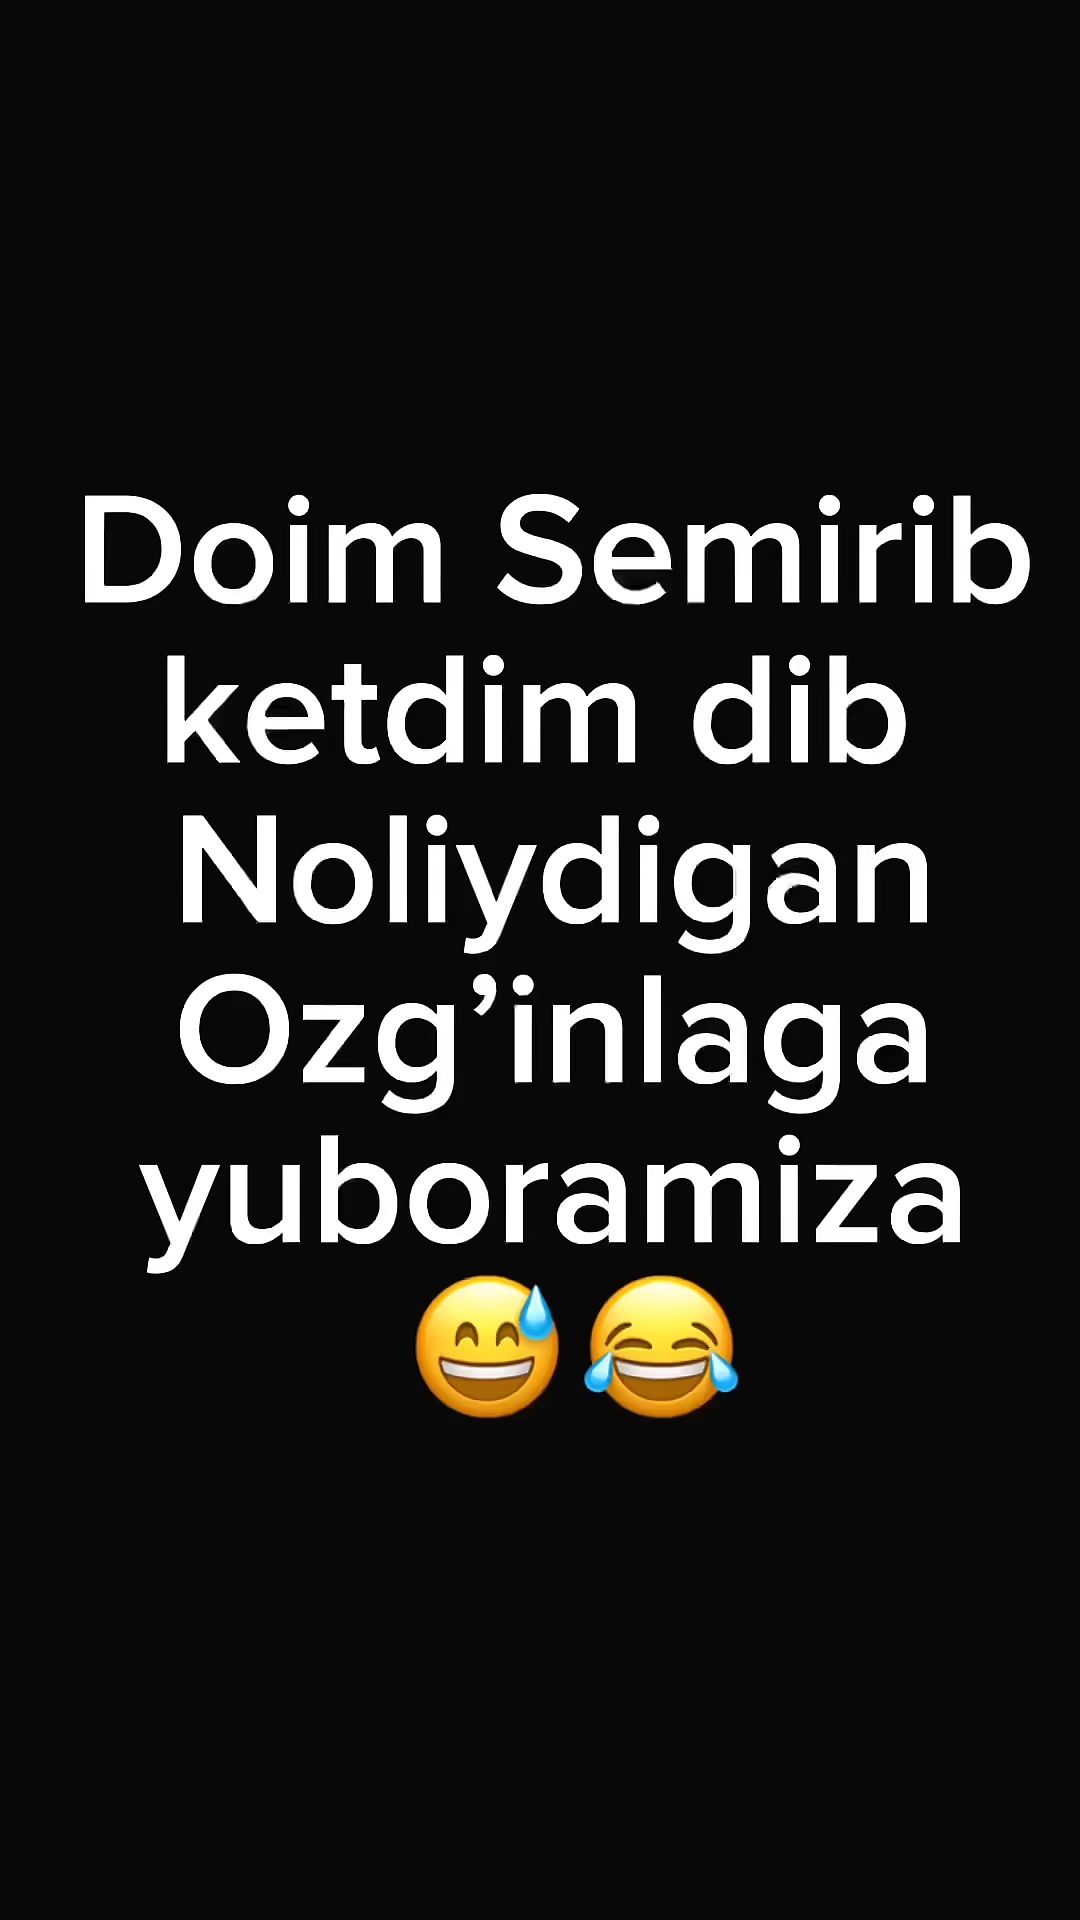 Doim Semirib
ketdim dib
Noliydigan
Ozg’inlaga
yuboramiza
😅😂